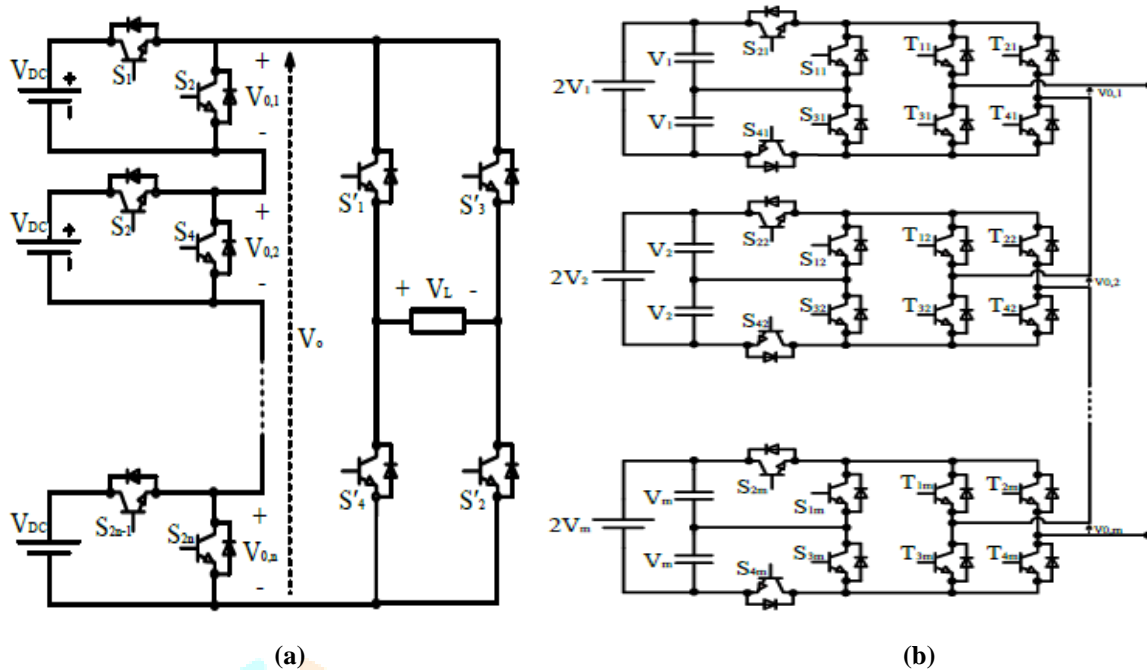 S1
VDC
+
S2
+
V0,1
-
S2
VDC
+
S4
+
V0,2
-
Vo
S'1
S'3
+ VL -
S'4
S'2
S2n-1
VDC
S2n
+
V0,n
-
(a)
S21
V1
S11
T11
T21
2V1
V0,1
V1
S41
S31
T31
T41
S22
V2
S12
T12
T22
2V2
V0,2
V2
S42
S32
T32
T42
S2m
Vm
S1m
T1m
T2m
2Vm
V0,m
Vm
S4m
S3m
T3m
T4m
(b)